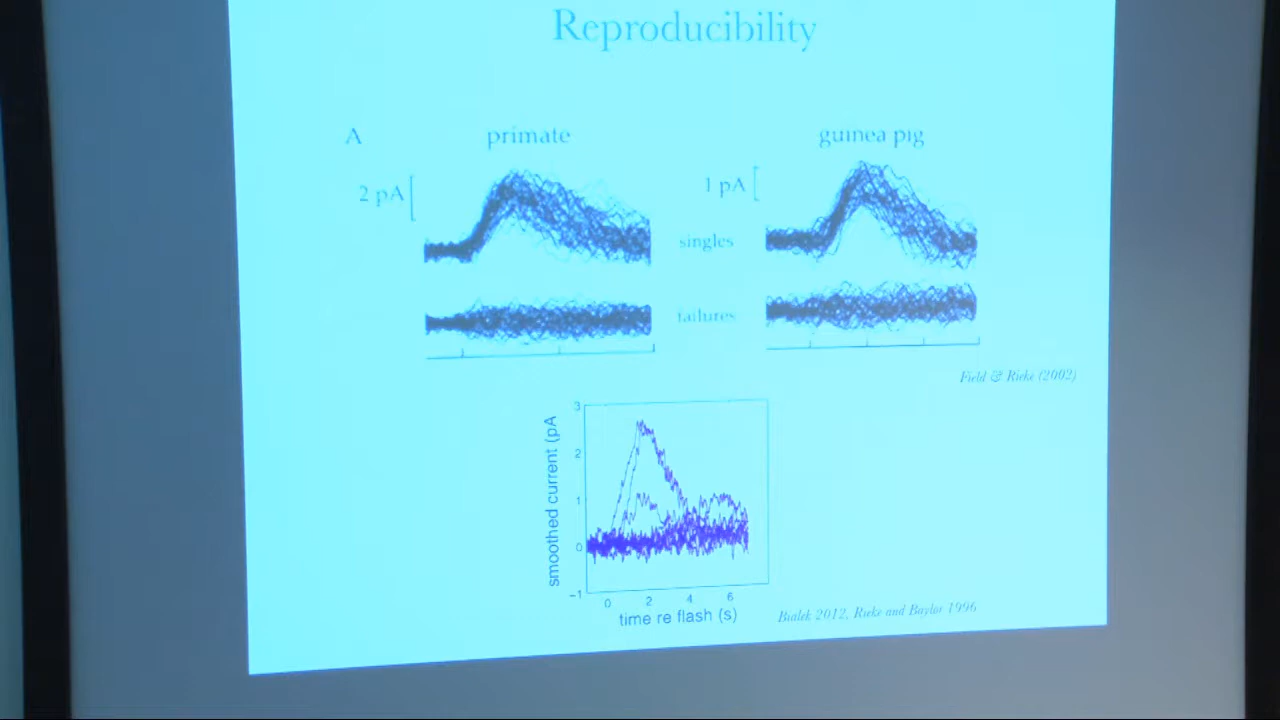 Reproducibility
A
primate
guinea pig
2 pA
1 pA
singles
failures
Field & Rieke (2002)
3
2
1
0
-1
smoothed current (pA
0 2 4 6
time re flash (s)
Bialek 2012, Rieke and Baylor 1996